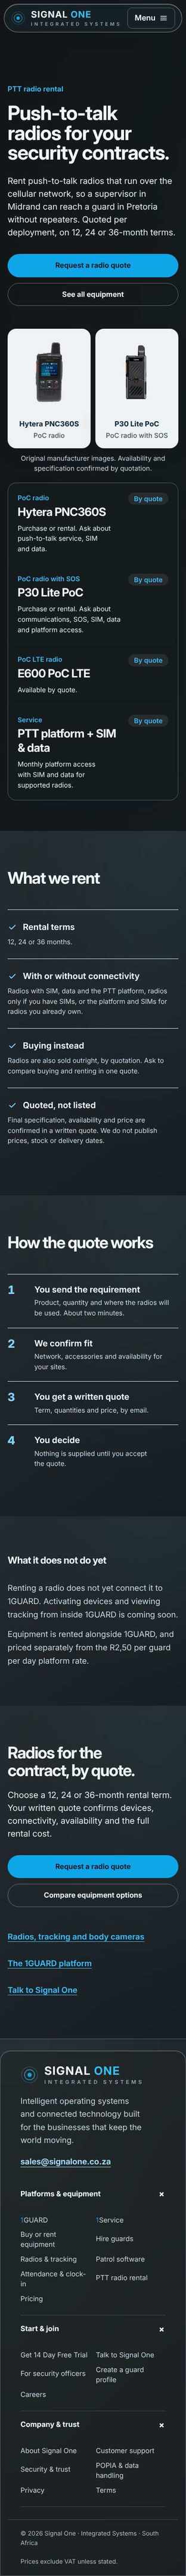 SIGNAL ONE
INTEGRATED SYSTEMS
Menu
PTT radio rental
Push-to-talk
radios for your
security contracts.
Rent push-to-talk radios that run over the
cellular network, so a supervisor in
Midrand can reach a guard in Pretoria
without repeaters. Quoted per
deployment, on 12, 24 or 36-month terms.
Request a radio quote
See all equipment
Hytera PNC360S
PoC radio
P30 Lite PoC
PoC radio with SOS
Original manufacturer images. Availability and
specification confirmed by quotation.
PoC radio
By quote
Hytera PNC360S
Purchase or rental. Ask about
push-to-talk service, SIM
and data.
PoC radio with SOS
By quote
P30 Lite PoC
Purchase or rental. Ask about
communications, SOS, SIM, data
and platform access.
PoC LTE radio
By quote
E600 PoC LTE
Available by quote.
Service
By quote
PTT platform + SIM
& data
Monthly platform access
with SIM and data for
supported radios.
What we rent
Rental terms
12, 24 or 36 months.
With or without connectivity
Radios with SIM, data and the PTT platform, radios
only if you have SIMs, or the platform and SIMs for
radios you already own.
Buying instead
Radios are also sold outright, by quotation. Ask to
compare buying and renting in one quote.
Quoted, not listed
Final specification, availability and price are
confirmed in a written quote. We do not publish
prices, stock or delivery dates.
How the quote works
1
You send the requirement
Product, quantity and where the radios will
be used. About two minutes.
2
We confirm fit
Network, accessories and availability for
your sites.
3
You get a written quote
Term, quantities and price, by email.
4
You decide
Nothing is supplied until you accept
the quote.
What it does not do yet
Renting a radio does not yet connect it to
1GUARD. Activating devices and viewing
tracking from inside 1GUARD is coming soon.
Equipment is rented alongside 1GUARD, and
priced separately from the R2,50 per guard
per day platform rate.
Radios for the
contract, by quote.
Choose a 12, 24 or 36-month rental term.
Your written quote confirms devices,
connectivity, availability and the full
rental cost.
Request a radio quote
Compare equipment options
Radios, tracking and body cameras
The 1GUARD platform
Talk to Signal One
SIGNAL ONE
INTEGRATED SYSTEMS
Intelligent operating systems
and connected technology built
for the businesses that keep the
world moving.
sales@signalone.co.za
Platforms & equipment
1GUARD
1Service
Buy or rent
equipment
Hire guards
Radios & tracking
Patrol software
Attendance & clock-
in
PTT radio rental
Pricing
Start & join
Get 14 Day Free Trial
Talk to Signal One
For security officers
Create a guard
profile
Careers
Company & trust
About Signal One
Customer support
Security & trust
POPIA & data
handling
Privacy
Terms
© 2026 Signal One · Integrated Systems · South
Africa
Prices exclude VAT unless stated.